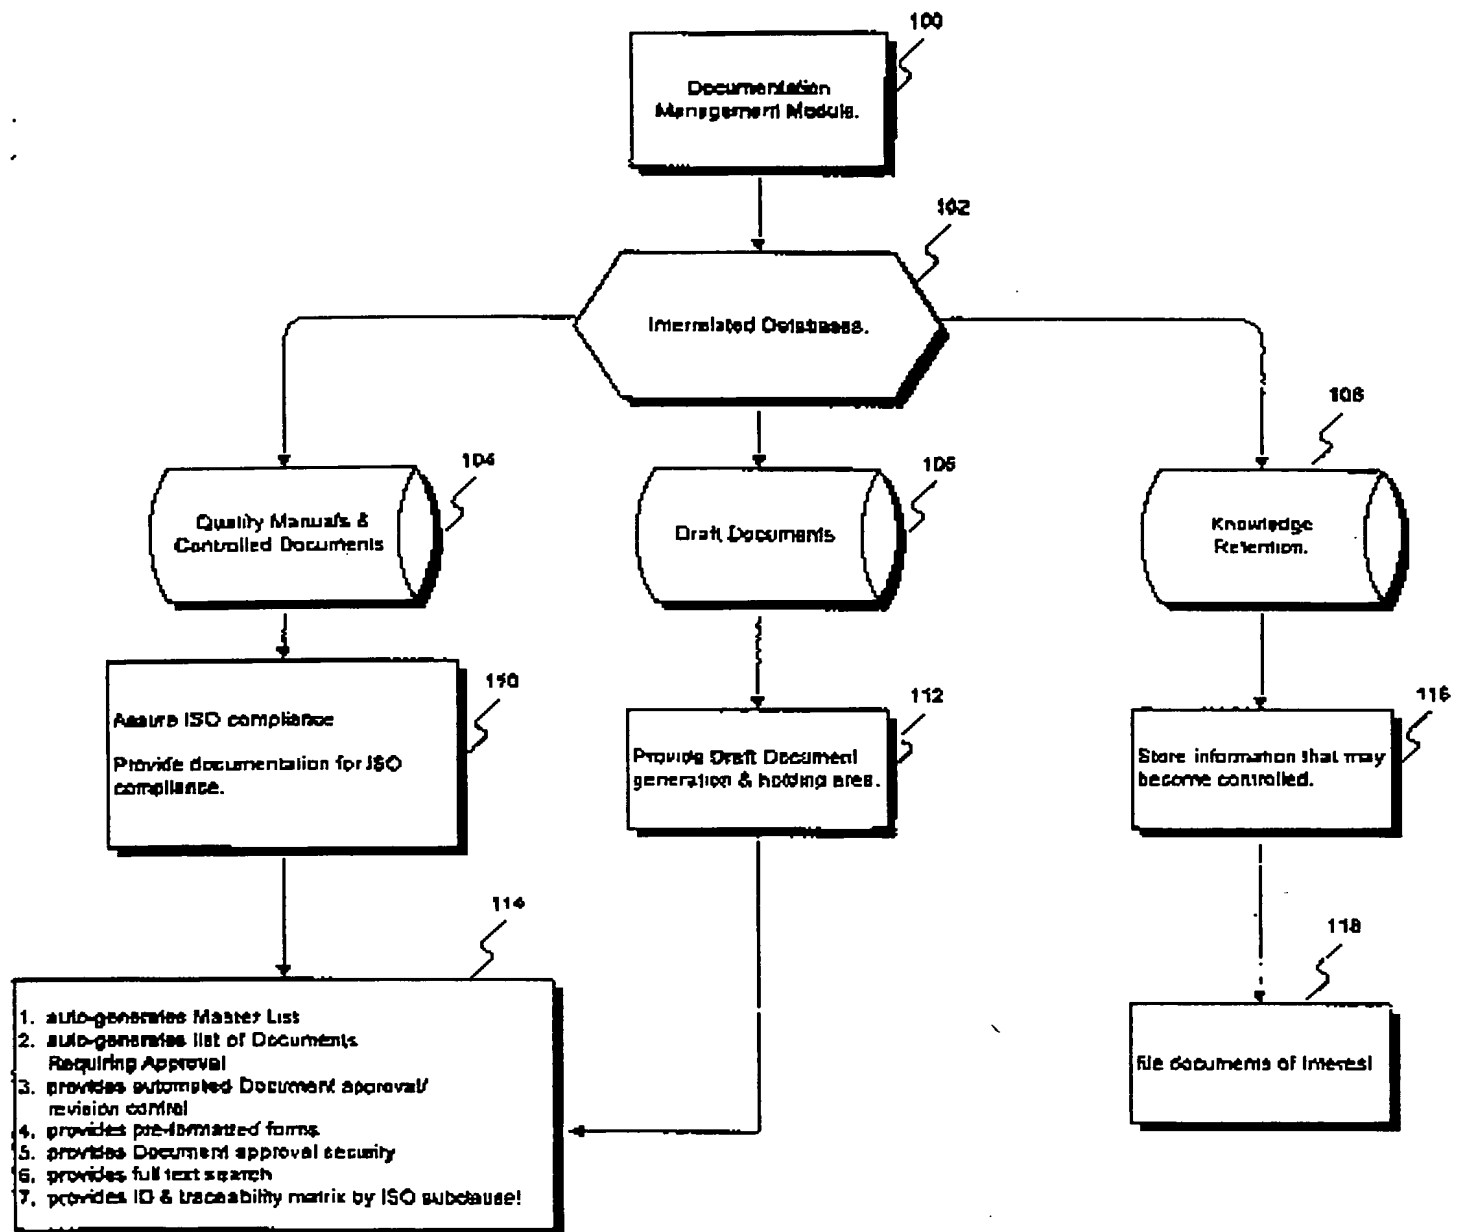 100
Documentation
Management Module.
102
Interrelated Databases.
104
Quality Manuals &
Controlled Documents
106
Draft Documents
108
Knowledge
Retention.
110
Assure ISO compliance
Provide documentation for ISO
compliance.
112
Provide Draft Document
generation & holding area.
116
Store information that may
become controlled.
114
1. auto-generates Master List
2. auto-generates list of Documents
Requiring Approval
3. provides automated Document approval/
revision control
4. provides pre-formatted forms
5. provides Document approval security
6. provides full text search
7. provides ID & traceability matrix by ISO subclause!
118
file documents of interest